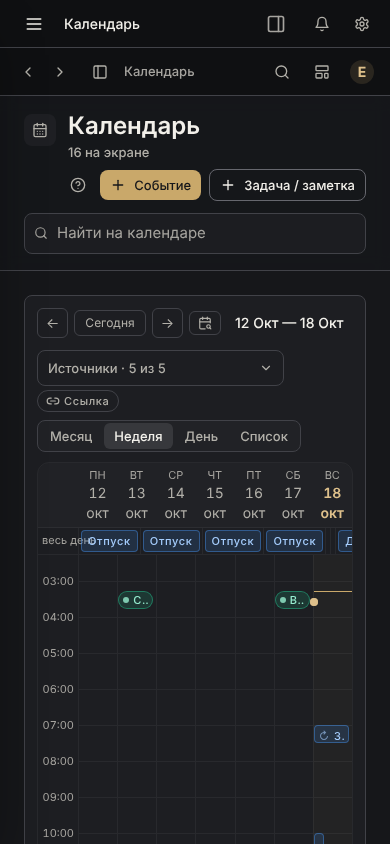 Календарь
Календарь
E
Календарь
16 на экране
Событие
Задача / заметка
Найти на календаре
Сегодня
12 Окт — 18 Окт
Источники · 5 из 5
Ссылка
Месяц
Неделя
День
Список
ПН ВТ СР ЧТ ПТ СБ ВС
12 13 14 15 16 17 18
окт окт окт окт окт окт окт
весь ден
Отпуск Отпуск Отпуск Отпуск
03:00
С..
В..
04:00
05:00
06:00
07:00
З.
08:00
09:00
10:00